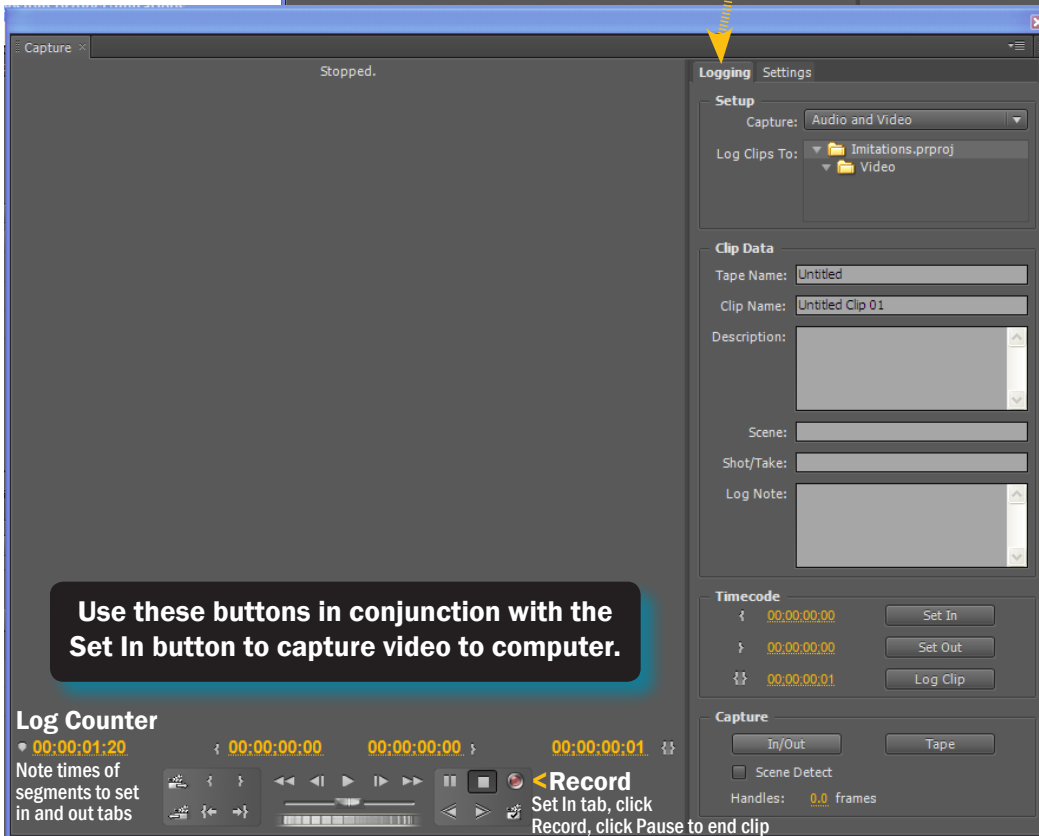 Capture
Stopped.
Logging Settings
Setup
Capture: Audio and Video
Log Clips To: Imitations.prproj
Video
Clip Data
Tape Name: Untitled
Clip Name: Untitled Clip 01
Description:
Scene:
Shot/Take:
Log Note:
Use these buttons in conjunction with the
Set In button to capture video to computer.
Timecode
{ 00;00;00;00 Set In
} 00;00;00;00 Set Out
{} 00;00;00;01 Log Clip
Capture
In/Out Tape
Scene Detect
Handles: 0.0 frames
Log Counter
00;00;01;20 { 00;00;00;00 00;00;00;00 } 00;00;00;01 {}
Note times of
segments to set
in and out tabs
<Record
Set In tab, click
Record, click Pause to end clip